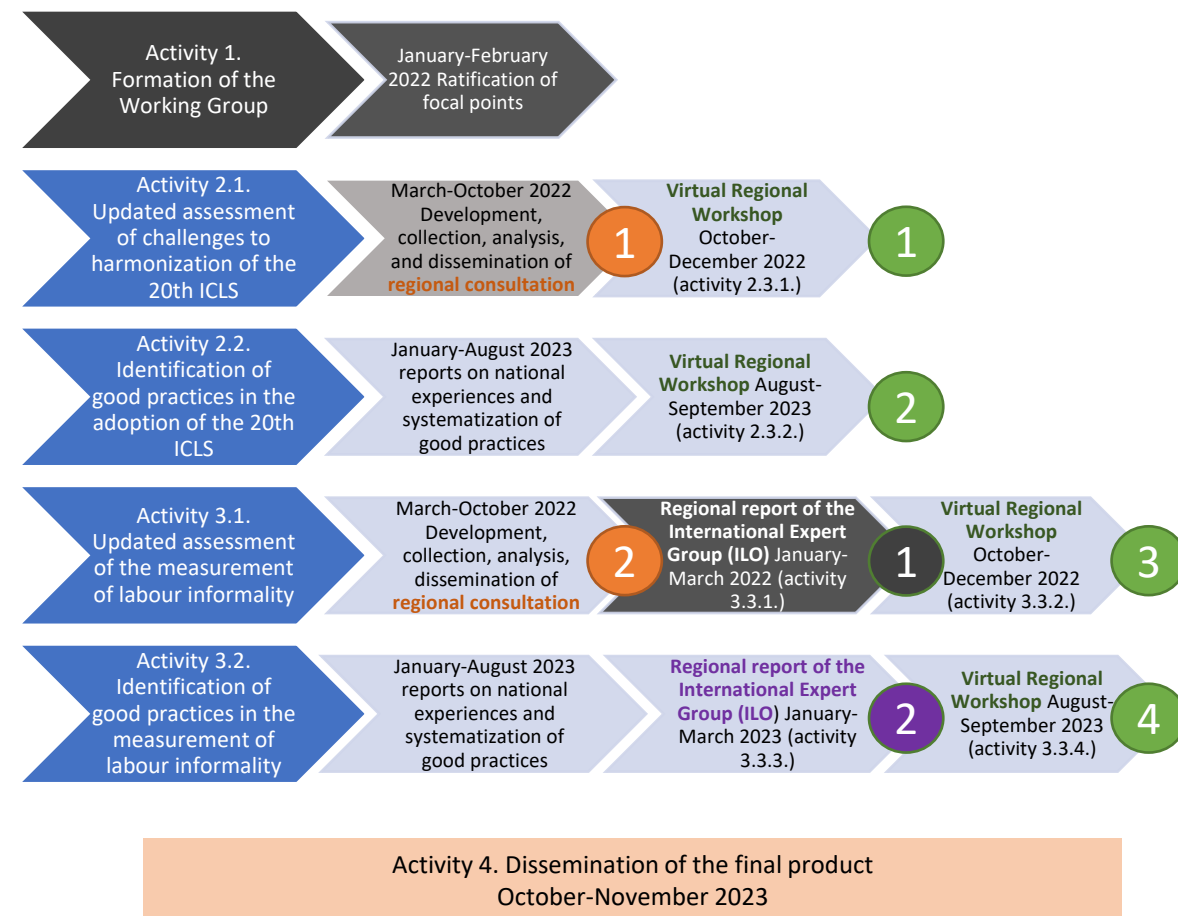 Activity 1.
Formation of the
Working Group
January-February
2022 Ratification of
focal points
Activity 2.1.
Updated assessment
of challenges to
harmonization of the
20th ICLS
March-October 2022
Development,
collection, analysis,
and dissemination of
regional consultation
1
Virtual Regional
Workshop
October-
December 2022
(activity 2.3.1.)
1
Activity 2.2.
Identification of
good practices in the
adoption of the 20th
ICLS
January-August 2023
reports on national
experiences and
systematization of
good practices
Virtual Regional
Workshop August-
September 2023
(activity 2.3.2.)
2
Activity 3.1.
Updated assessment
of the measurement
of labour informality
March-October 2022
Development,
collection, analysis,
dissemination of
regional consultation
2
Regional report of the
International Expert
Group (ILO) January-
March 2022 (activity
3.3.1.)
1
Virtual Regional
Workshop
October-
December 2022
(activity 3.3.2.)
3
Activity 3.2.
Identification of
good practices in the
measurement of
labour informality
January-August 2023
reports on national
experiences and
systematization of
good practices
Regional report of the
International Expert
Group (ILO) January-
March 2023 (activity
3.3.3.)
2
Virtual Regional
Workshop August-
September 2023
(activity 3.3.4.)
4
Activity 4. Dissemination of the final product
October-November 2023